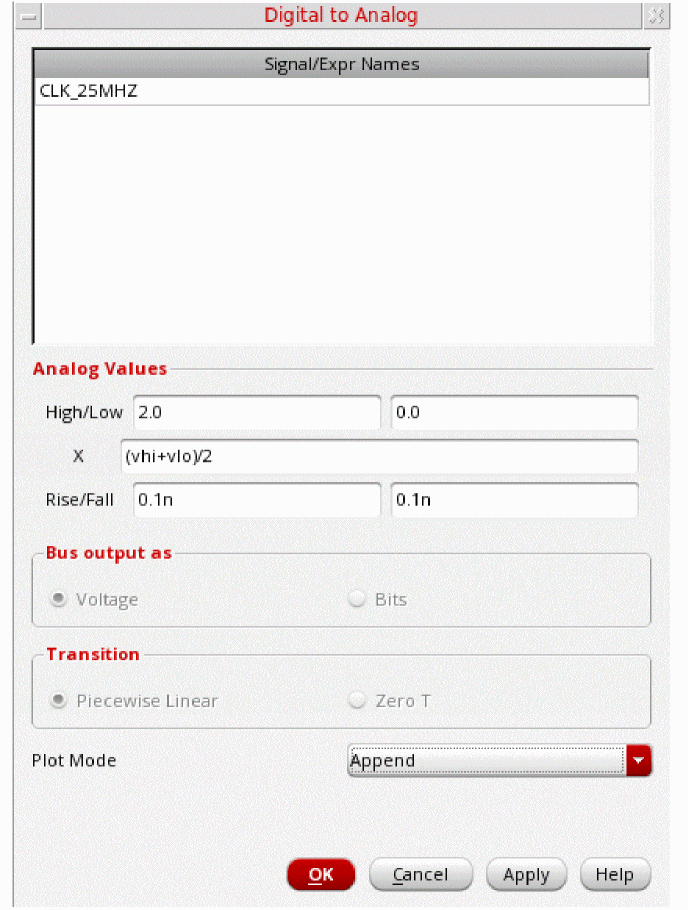 Digital to Analog
Signal/Expr Names
CLK_25MHZ
Analog Values
High/Low 2.0 0.0
X (vhi+vlo)/2
Rise/Fall 0.1n 0.1n
Bus output as
Voltage Bits
Transition
Piecewise Linear Zero T
Plot Mode Append
OK Cancel Apply Help